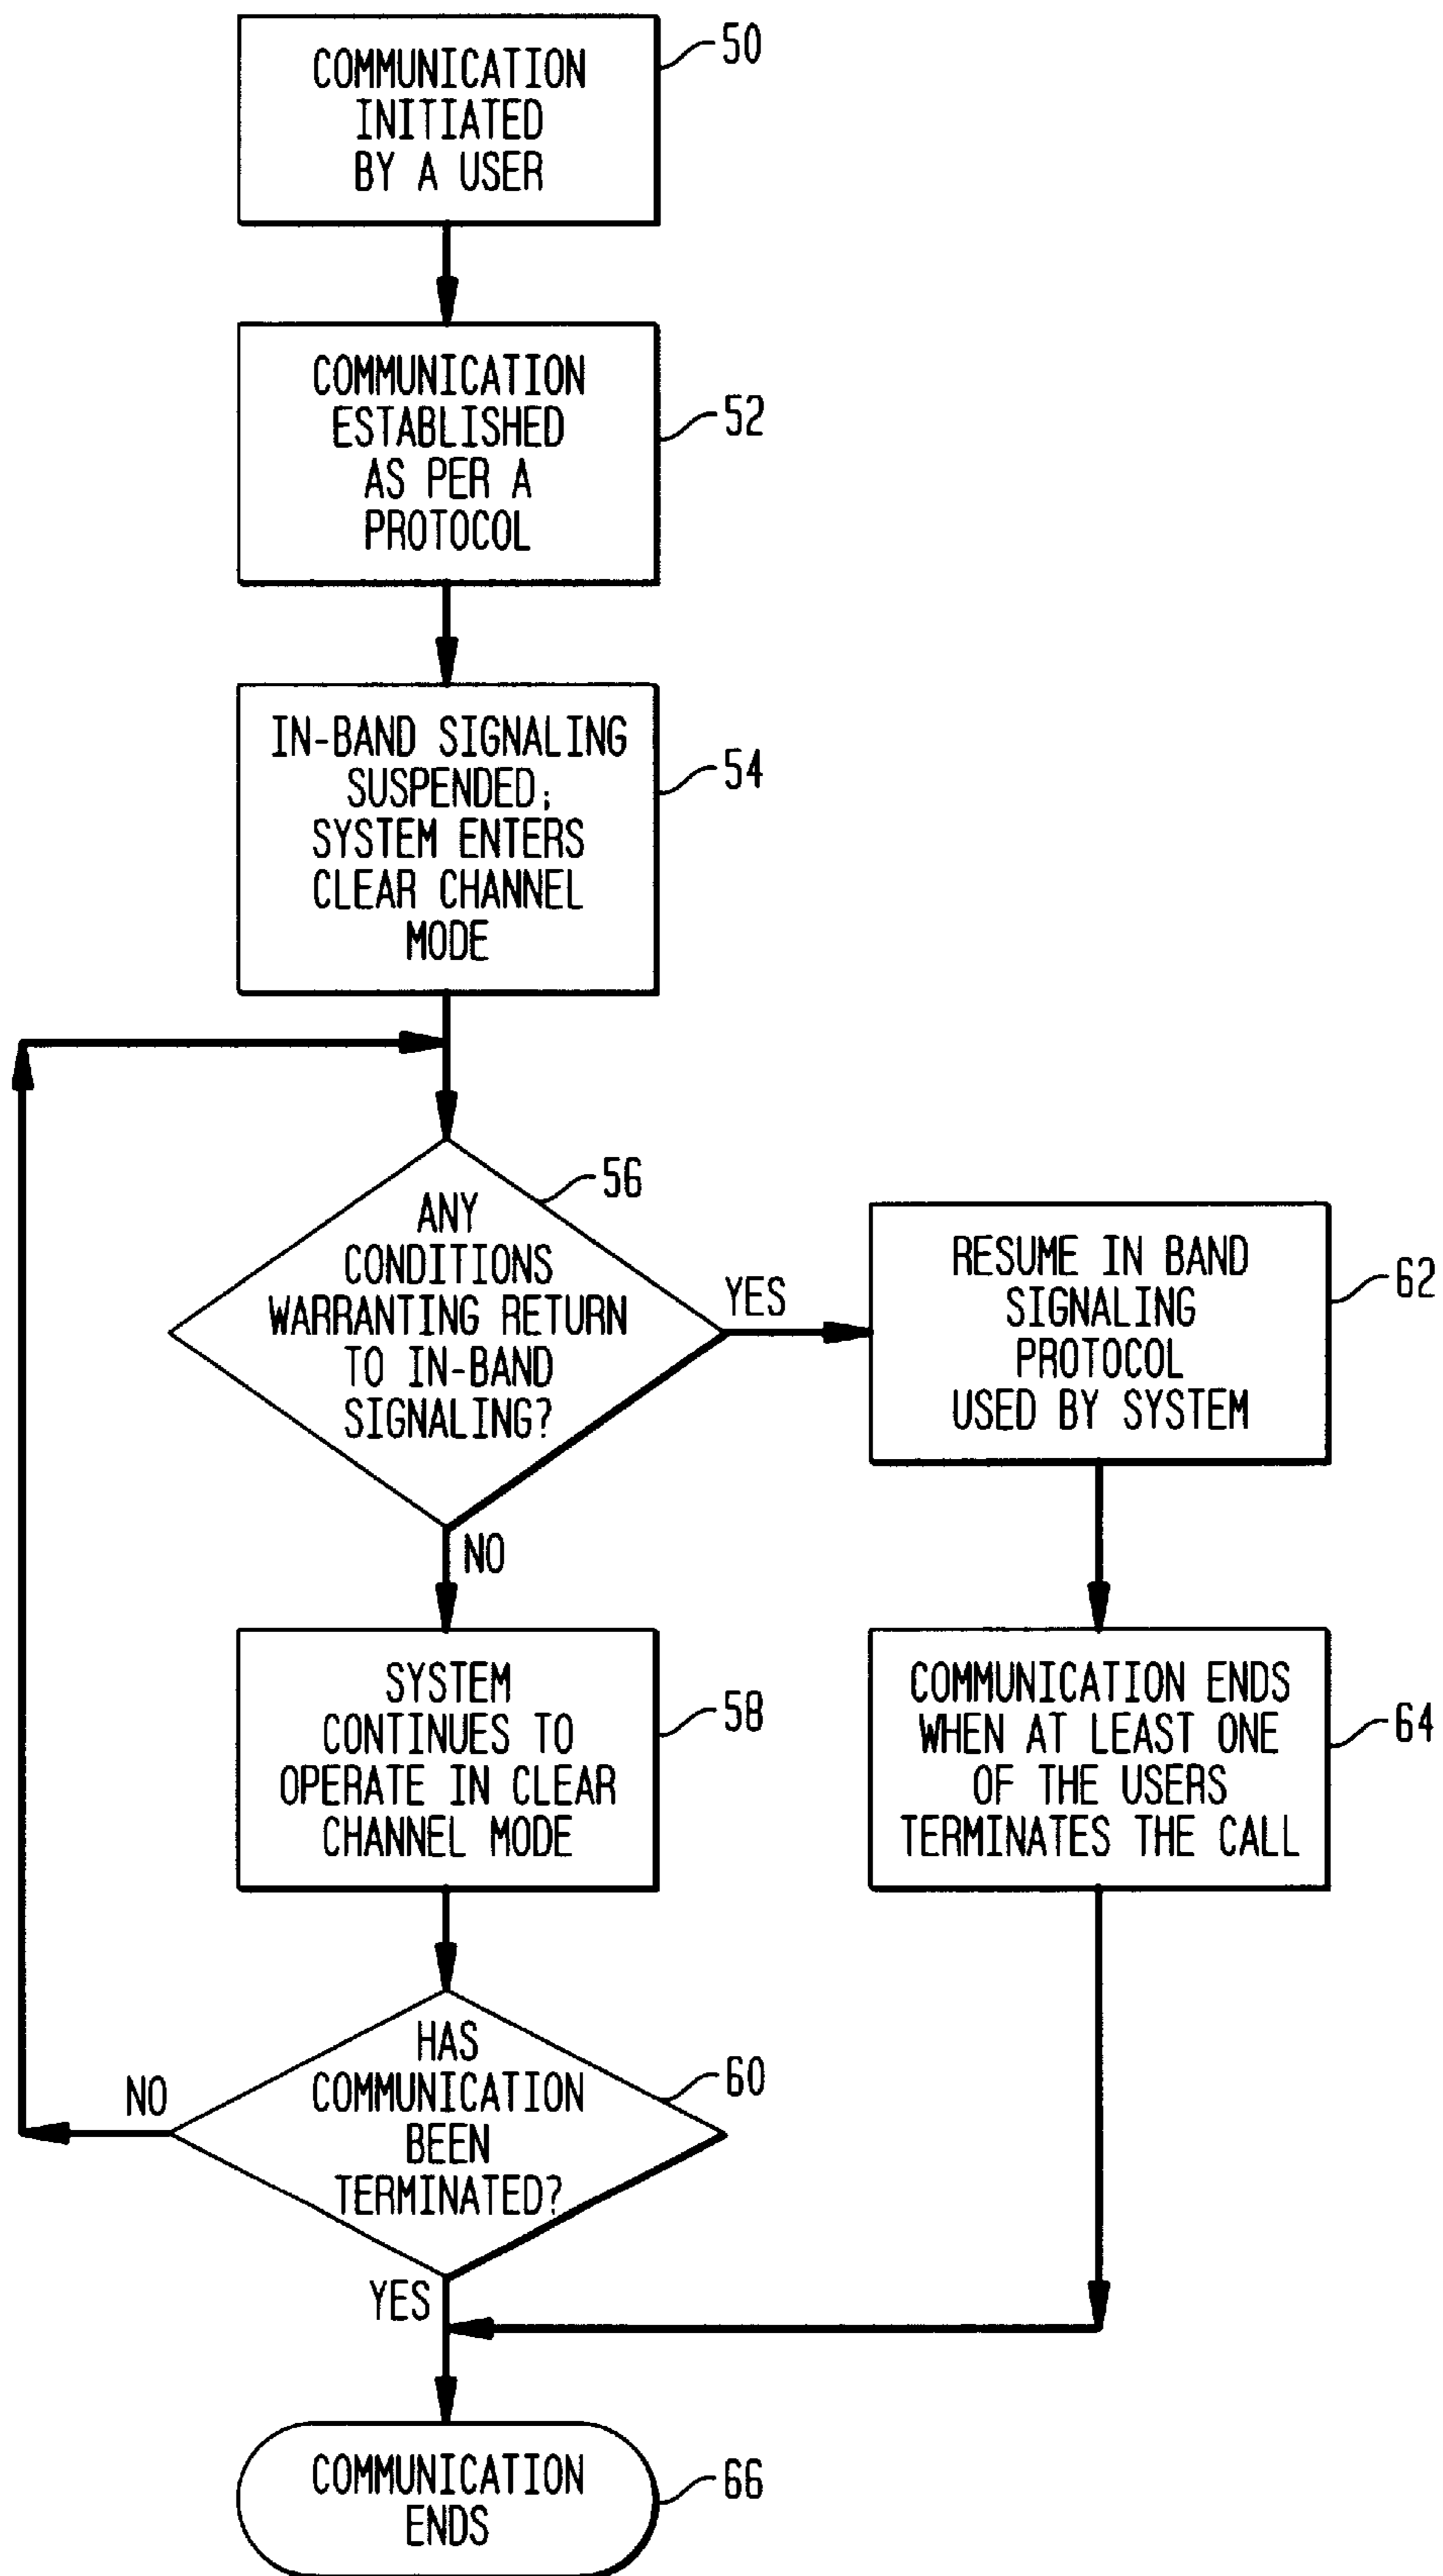 COMMUNICATION
INITIATED
BY A USER
50
COMMUNICATION
ESTABLISHED
AS PER A
PROTOCOL
52
IN-BAND SIGNALING
SUSPENDED;
SYSTEM ENTERS
CLEAR CHANNEL
MODE
54
ANY
CONDITIONS
WARRANTING RETURN
TO IN-BAND
SIGNALING?
56
YES
NO
RESUME IN BAND
SIGNALING
PROTOCOL
USED BY SYSTEM
62
SYSTEM
CONTINUES TO
OPERATE IN CLEAR
CHANNEL MODE
58
COMMUNICATION ENDS
WHEN AT LEAST ONE
OF THE USERS
TERMINATES THE CALL
64
HAS
COMMUNICATION
BEEN
TERMINATED?
60
NO
YES
COMMUNICATION
ENDS
66